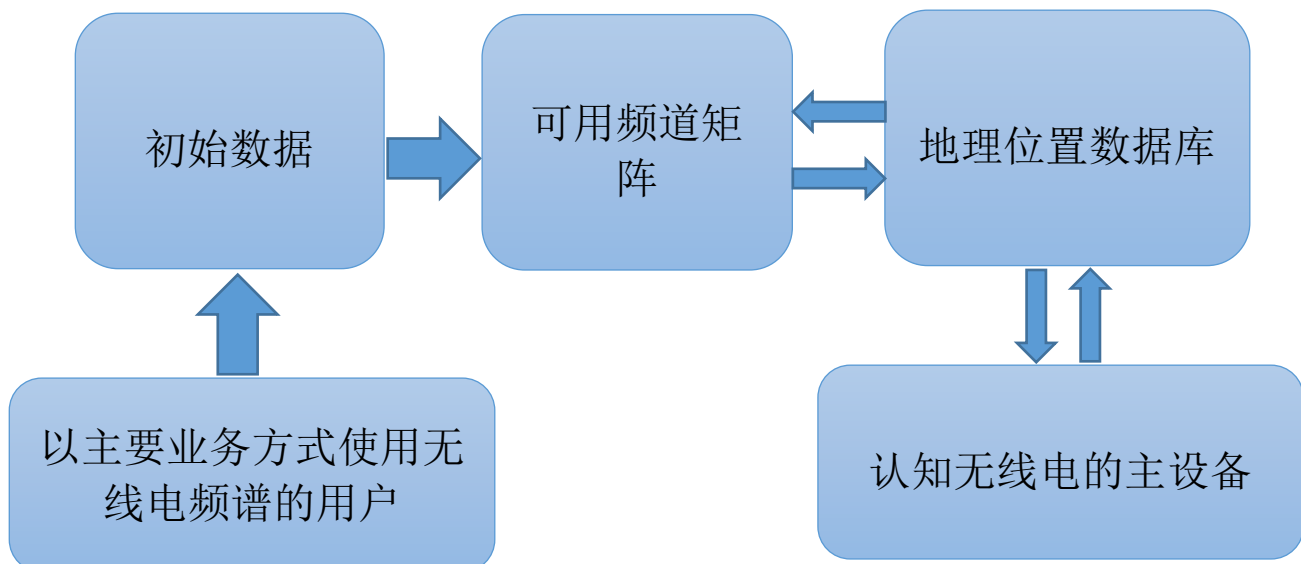 初始数据
可用频道矩
阵
地理位置数据库
以主要业务方式使用无
线电频谱的用户
认知无线电的主设备